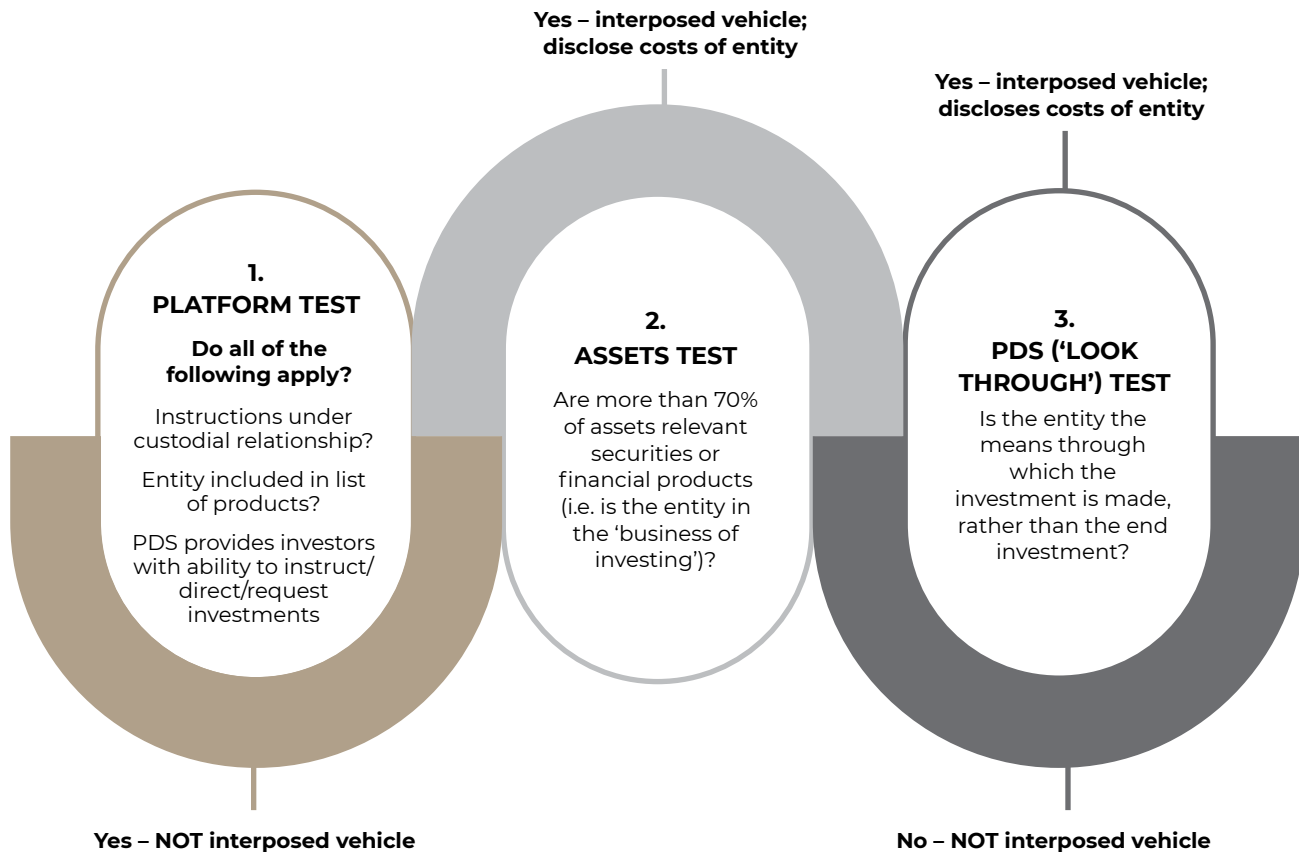 Yes – interposed vehicle;
disclose costs of entity
Yes – interposed vehicle;
discloses costs of entity
1.
PLATFORM TEST
Do all of the
following apply?
Instructions under
custodial relationship?
Entity included in list
of products?
PDS provides investors
with ability to instruct/
direct/request
investments
2.
ASSETS TEST
Are more than 70%
of assets relevant
securities or
financial products
(i.e. is the entity in
the ‘business of
investing’)?
3.
PDS (‘LOOK
THROUGH’) TEST
Is the entity the
means through
which the
investment is made,
rather than the end
investment?
Yes – NOT interposed vehicle
No – NOT interposed vehicle